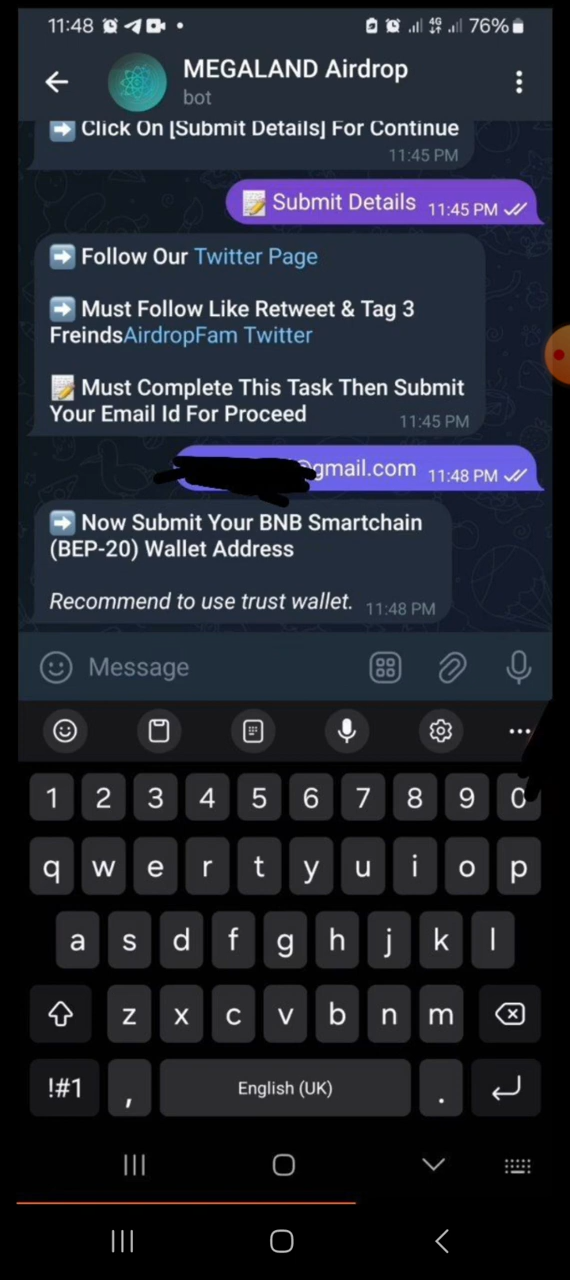 11:48
4G
76%
MEGALAND Airdrop
bot
Click On [Submit Details] For Continue
11:45 PM
Submit Details 11:45 PM
Follow Our Twitter Page
Must Follow Like Retweet & Tag 3
FreindsAirdropFam Twitter
Must Complete This Task Then Submit
Your Email Id For Proceed
11:45 PM
@gmail.com 11:48 PM
Now Submit Your BNB Smartchain
(BEP-20) Wallet Address
Recommend to use trust wallet. 11:48 PM
Message
1 2 3 4 5 6 7 8 9 0
q w e r t y u i o p
a s d f g h j k l
z x c v b n m
!#1 , English (UK) .